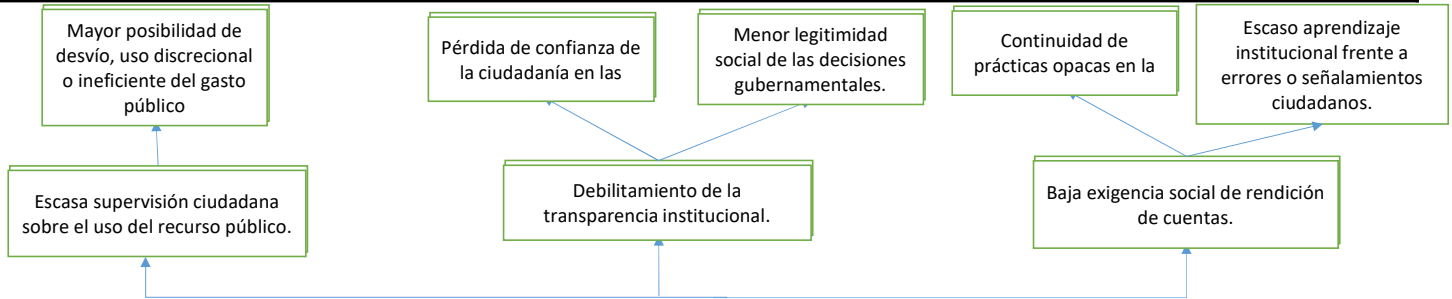 Mayor posibilidad de
desvío, uso discrecional
o ineficiente del gasto
público
Pérdida de confianza de
la ciudadanía en las
Menor legitimidad
social de las decisiones
gubernamentales.
Continuidad de
prácticas opacas en la
Escaso aprendizaje
institucional frente a
errores o señalamientos
ciudadanos.
Escasa supervisión ciudadana
sobre el uso del recurso público.
Debilitamiento de la
transparencia institucional.
Baja exigencia social de rendición
de cuentas.